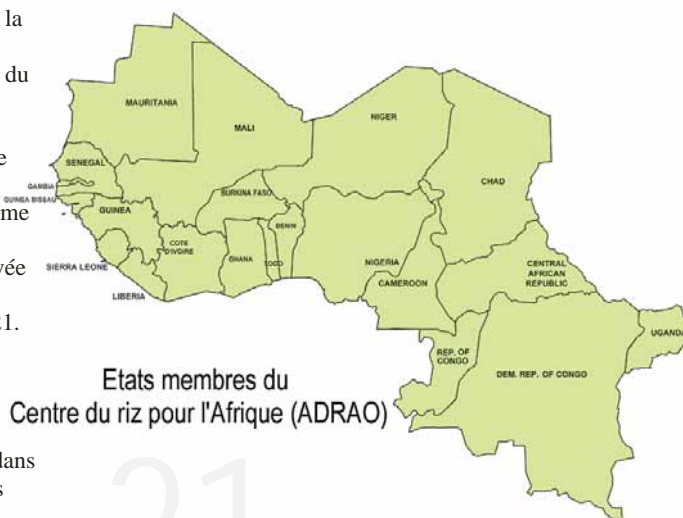 la
du
e
me
vée
21.
dans
s
MAURITANIA
MALI
NIGER
CHAD
SENEGAL
GAMBIA
GUINEA BISSAU
GUINEA
BURKINA FASO
BENIN
COTE
D'IVOIRE
GHANA
TOGO
NIGERIA
SIERRA LEONE
LIBERIA
CAMEROON
CENTRAL
AFRICAN
REPUBLIC
REP. OF
CONGO
DEM. REP. OF CONGO
UGANDA
Etats membres du
Centre du riz pour l'Afrique (ADRAO)
21